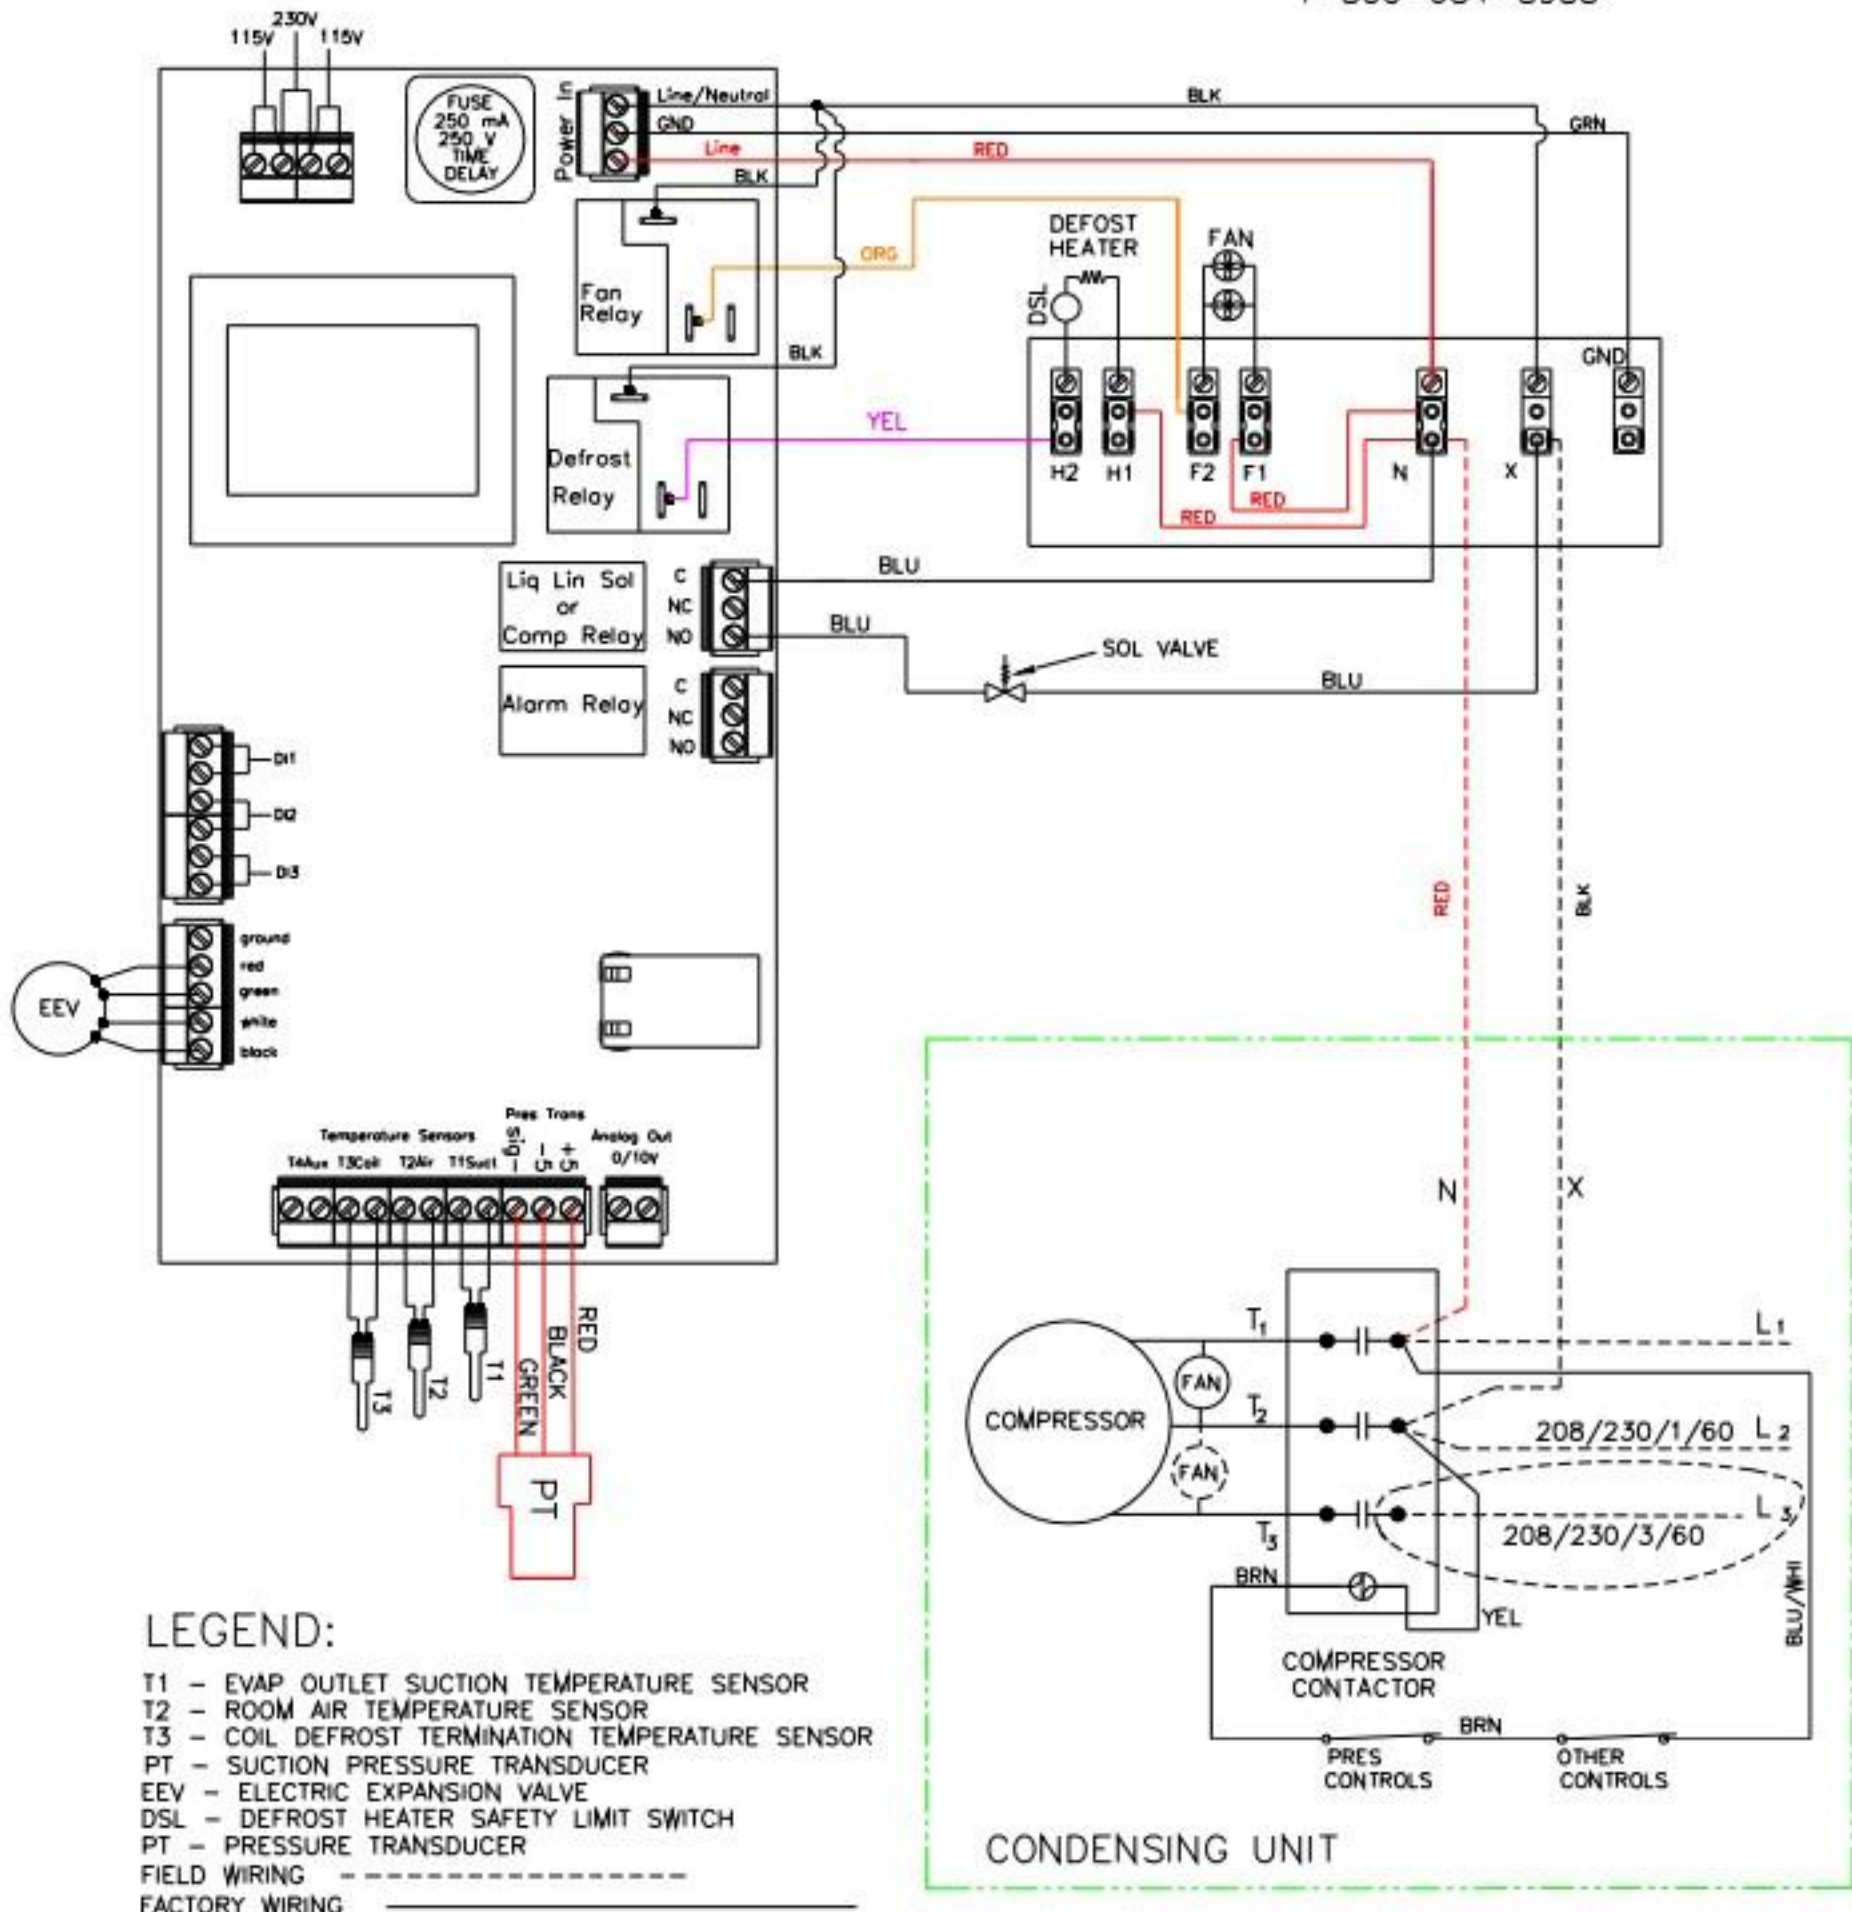 230V
115V 115V
FUSE
250 mA
250 V
TIME
DELAY
Power In
Line/Neutral
GND
Line
BLK
GRN
RED
BLK
ORG
Fan
Relay
BLK
DEFOST
HEATER
FAN
DSL
GND
YEL
Defrost
Relay
H2 H1 F2 F1 N X
RED
RED
Liq Lin Sol
or
Comp Relay
C
NC
NO
BLU
BLU
SOL VALVE
BLU
Alarm Relay
C
NC
NO
DI1
DI2
DI3
RED
BLK
EEV
ground
red
green
white
black
Pres Trans
Temperature Sensors
T4Aux T3Coil T2Air T1Suct
Sig-
-5
+5
Analog Out
0/10V
T3
T2
T1
GREEN
BLACK
RED
PT
N X
COMPRESSOR
FAN
FAN
T1
T2
T3
L1
208/230/1/60 L2
L3
208/230/3/60
BRN
YEL
BLU/WHI
COMPRESSOR
CONTACTOR
BRN
PRES
CONTROLS
OTHER
CONTROLS
CONDENSING UNIT
LEGEND:
T1 - EVAP OUTLET SUCTION TEMPERATURE SENSOR
T2 - ROOM AIR TEMPERATURE SENSOR
T3 - COIL DEFROST TERMINATION TEMPERATURE SENSOR
PT - SUCTION PRESSURE TRANSDUCER
EEV - ELECTRIC EXPANSION VALVE
DSL - DEFROST HEATER SAFETY LIMIT SWITCH
PT - PRESSURE TRANSDUCER
FIELD WIRING
FACTORY WIRING